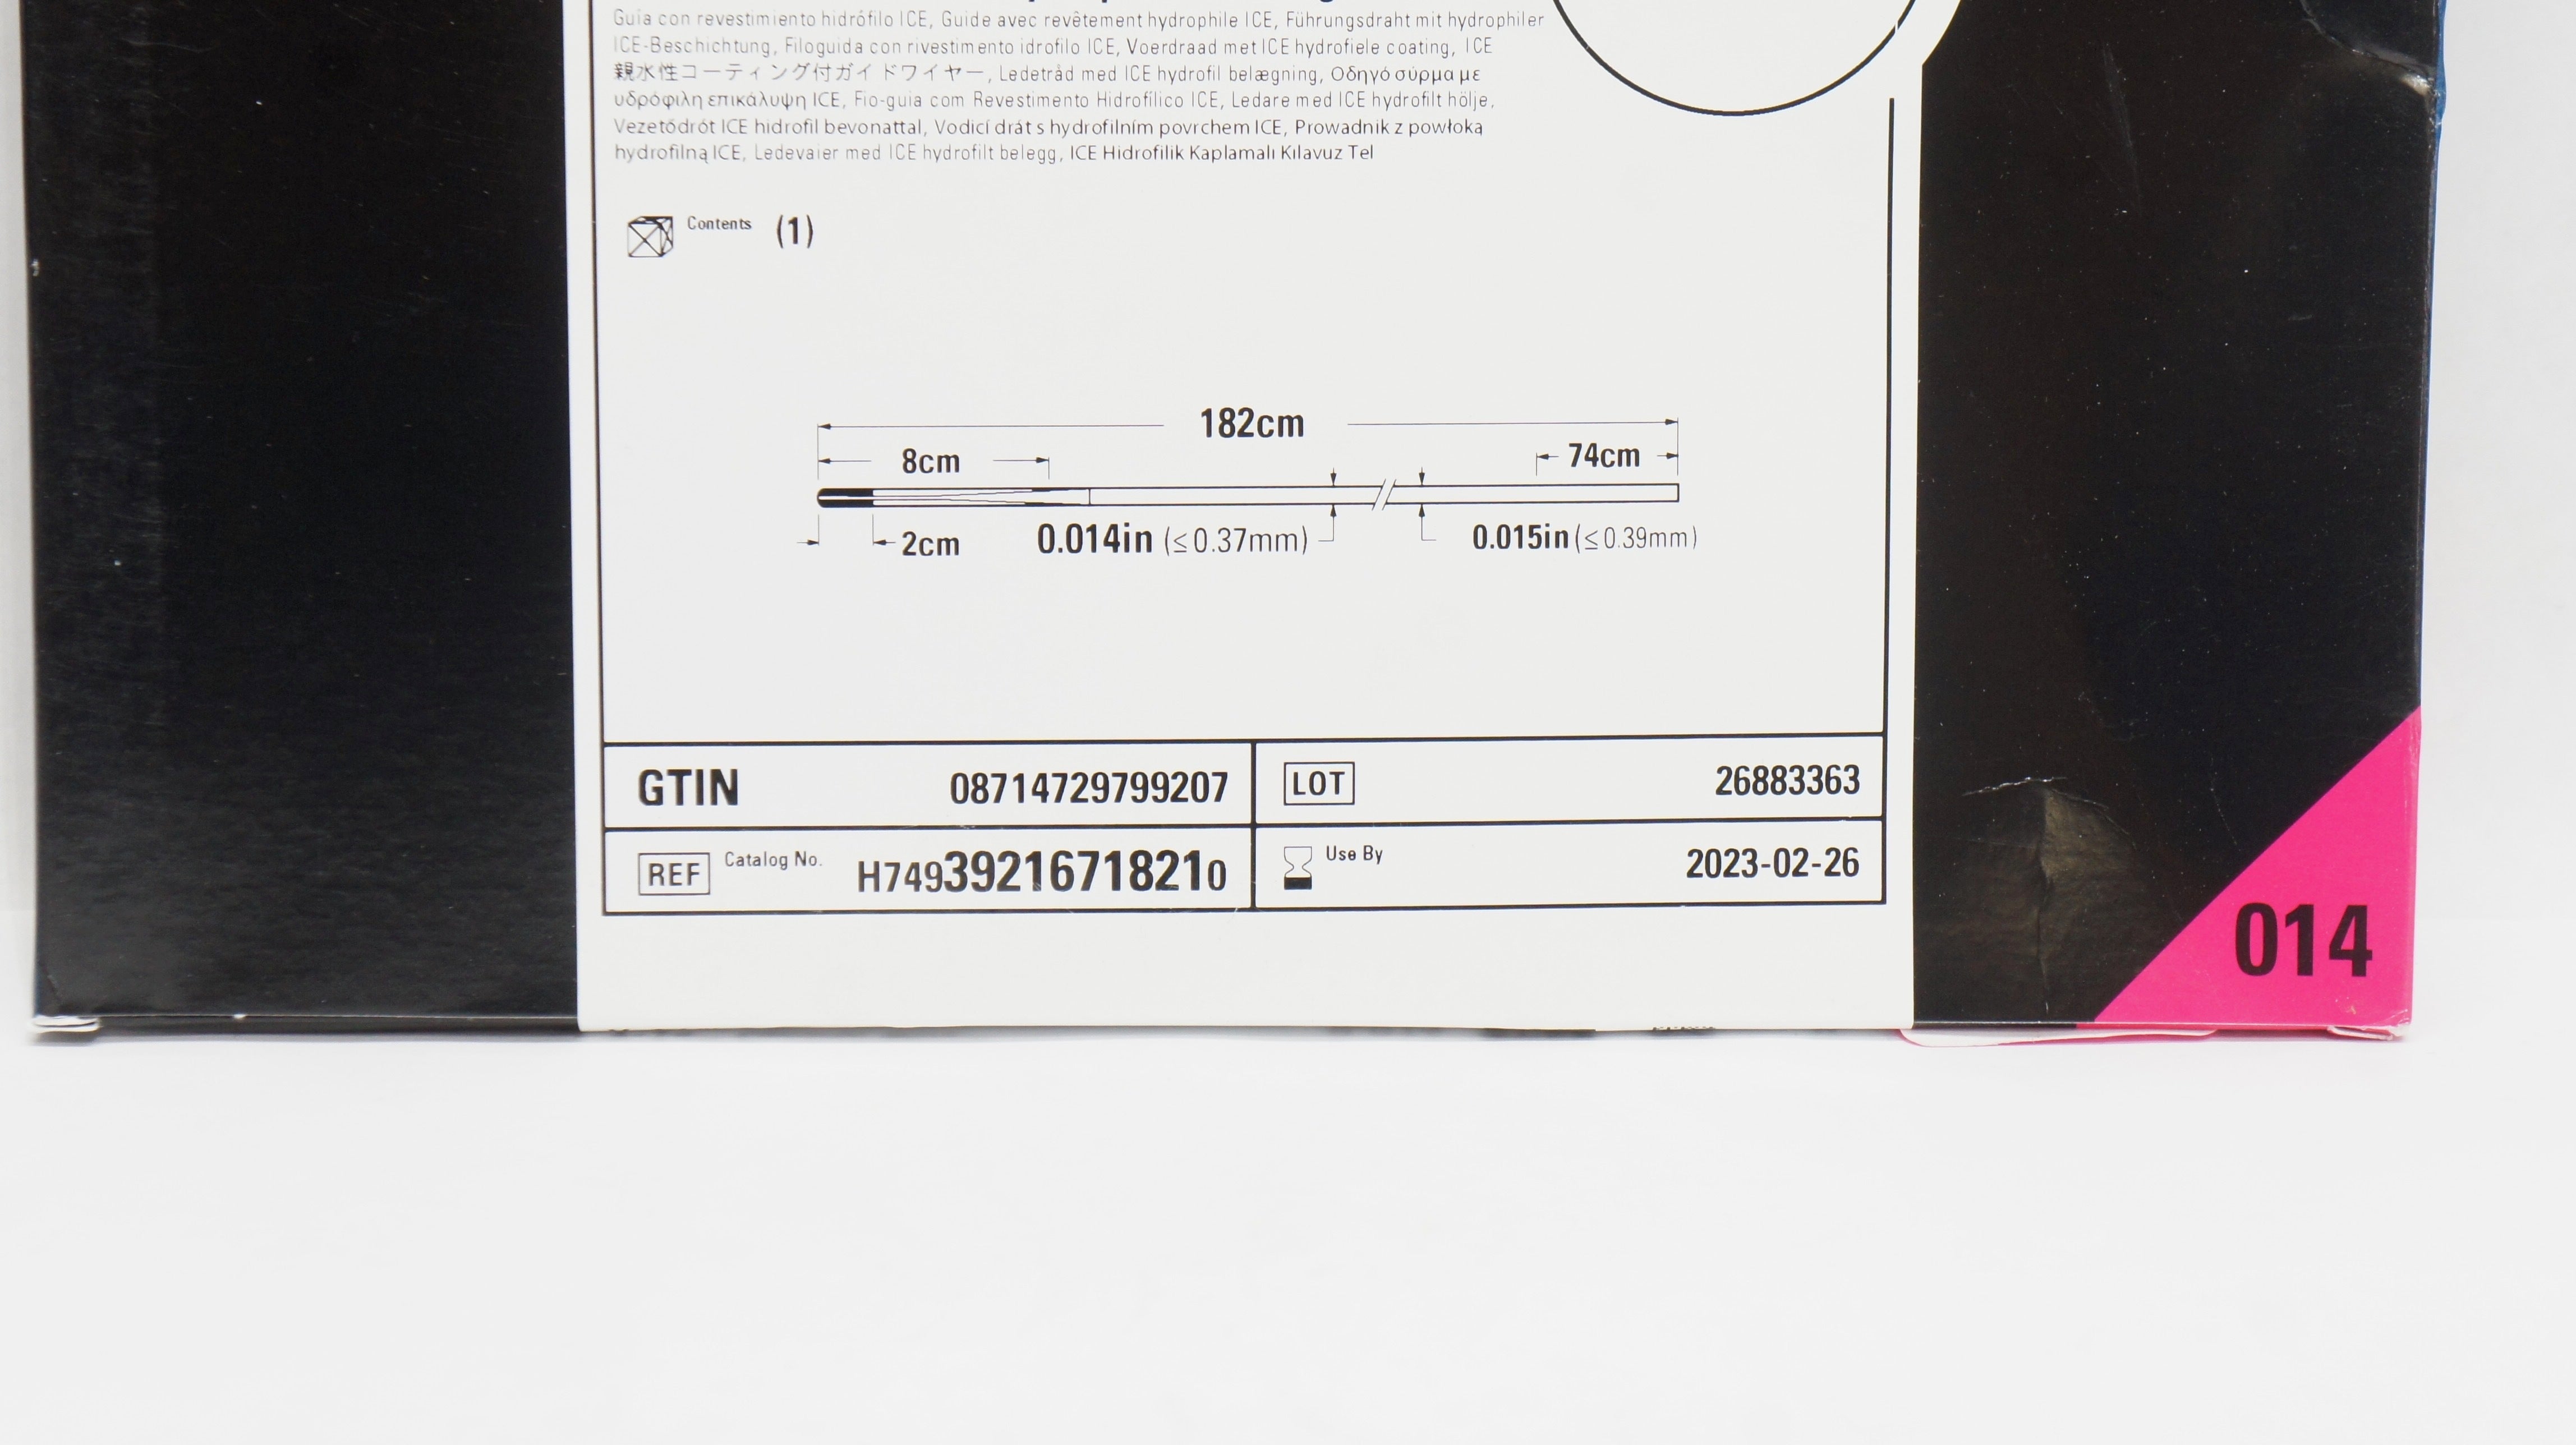 Guía con revestimiento hidrófilo ICE, Guide avec revêtement hydrophile ICE, Führungsdraht mit hydrophiler
ICE-Beschichtung, Filoguida con rivestimento idrofilo ICE, Voerdraad met ICE hydrofiele coating, ICE
親水性コーティング付ガイドワイヤー, Ledetråd med ICE hydrofil belægning, Οδηγό σύρμα με
υδρόφιλη επικάλυψη ICE, Fio-guia com Revestimento Hidrofílico ICE, Ledare med ICE hydrofilt hölje,
Vezetődrót ICE hidrofil bevonattal, Vodicí drát s hydrofilním povrchem ICE, Prowadnik z powłoką
hydrofilną ICE, Ledevaier med ICE hydrofilt belegg, ICE Hidrofilik Kaplamalı Kılavuz Tel
Contents (1)
182cm
8cm 74cm
2cm 0.014in (≤0.37mm) 0.015in (≤0.39mm)
GTIN 08714729799207 LOT 26883363
REF Catalog No. H74939216718210 Use By 2023-02-26
014